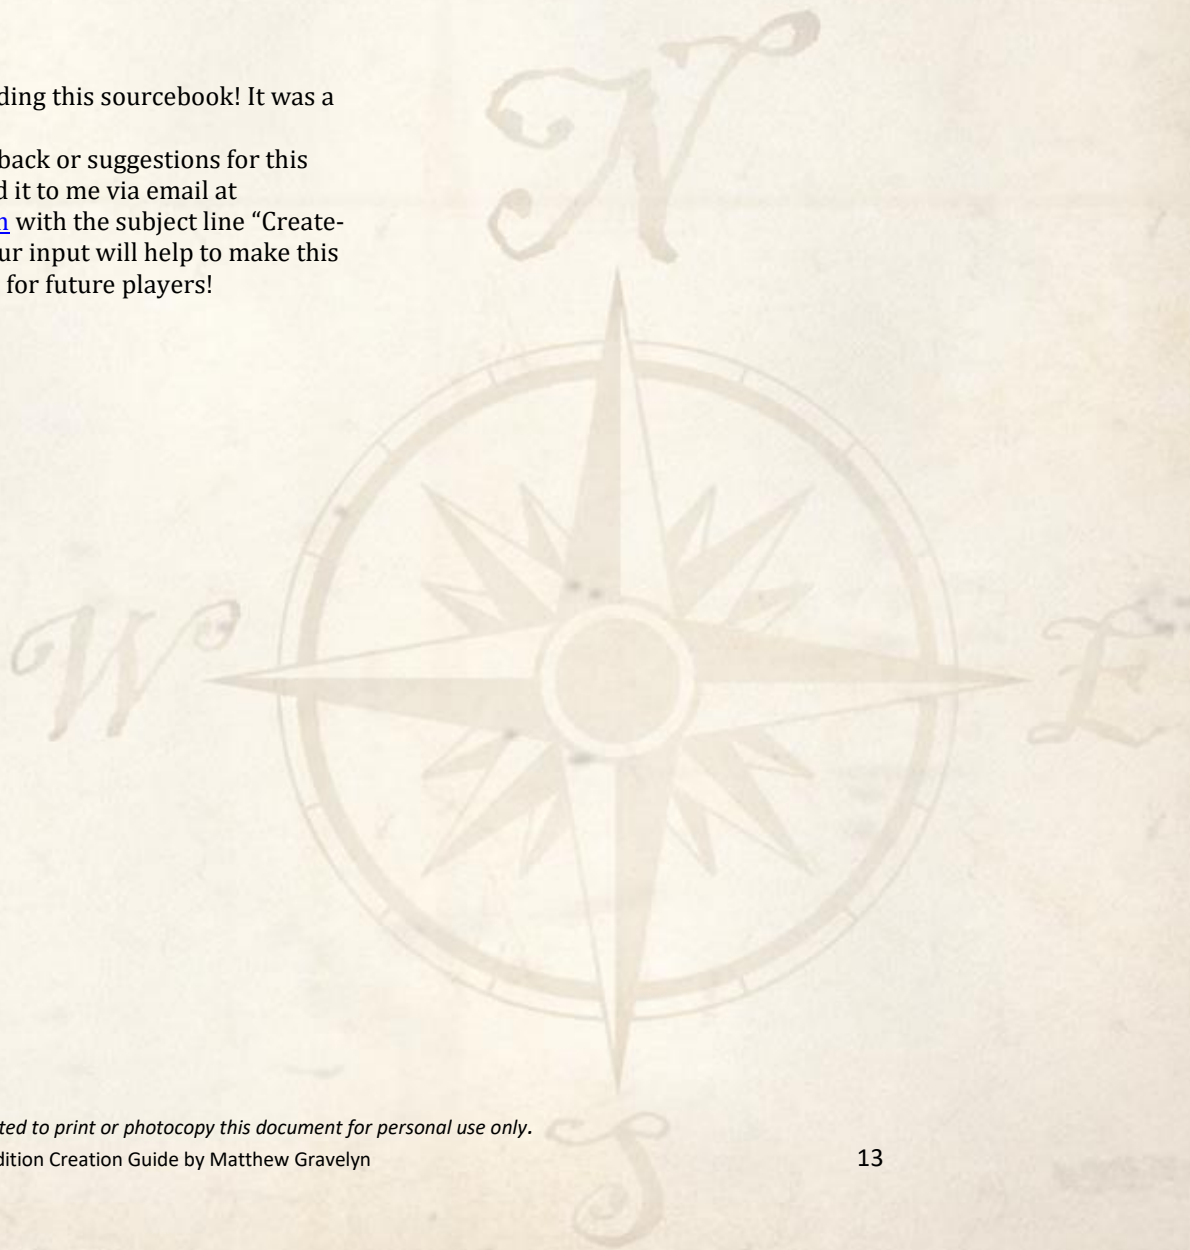 N
ding this sourcebook! It was a
back or suggestions for this
d it to me via email at
m with the subject line “Create-
ur input will help to make this
for future players!
W
E
ted to print or photocopy this document for personal use only.
dition Creation Guide by Matthew Gravelyn
13
S